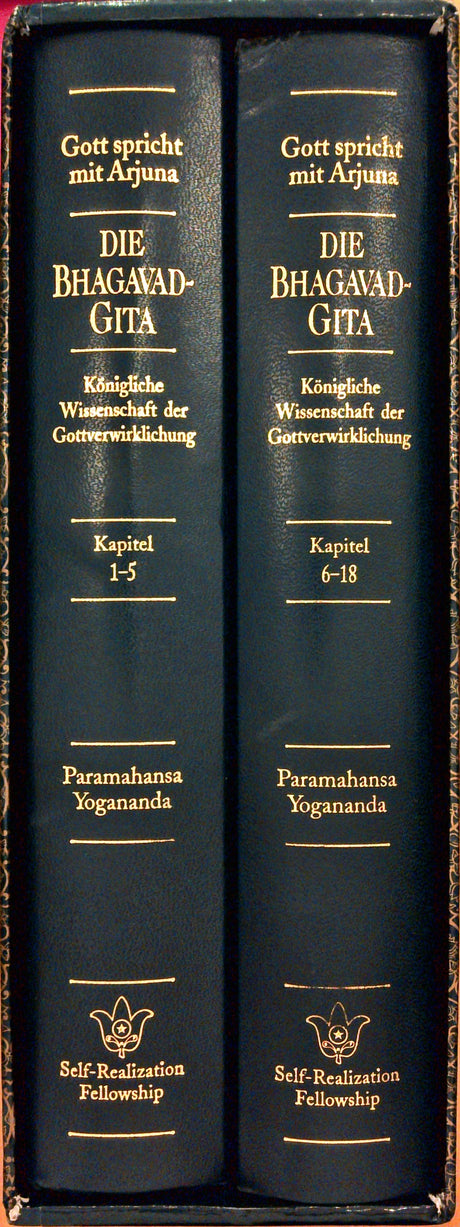 Gott spricht
mit Arjuna
DIE
BHAGAVAD-
GITA
Königliche
Wissenschaft der
Gottverwirklichung
Kapitel
1–5
Paramahansa
Yogananda
Self-Realization
Fellowship
Gott spricht
mit Arjuna
DIE
BHAGAVAD-
GITA
Königliche
Wissenschaft der
Gottverwirklichung
Kapitel
6–18
Paramahansa
Yogananda
Self-Realization
Fellowship